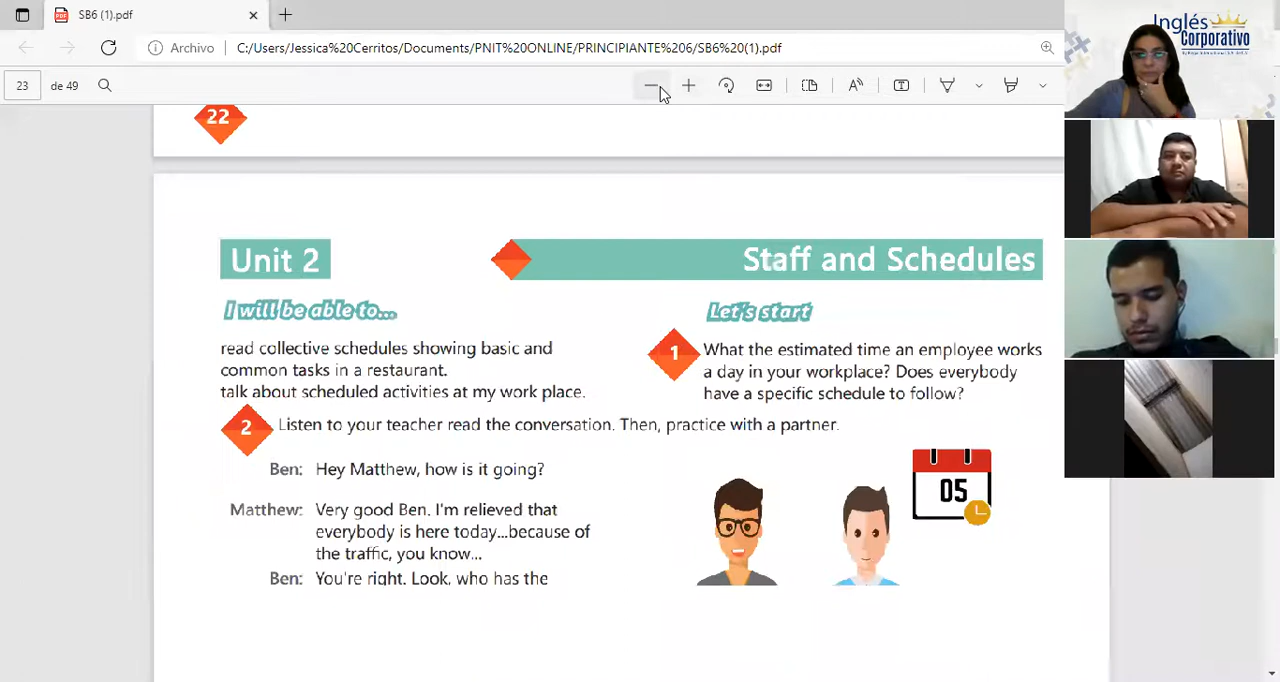 SB6 (1).pdf
Archivo
C:/Users/Jessica%20Cerritos/Documents/PNIT%20ONLINE/PRINCIPIANTE%206/SB6%20(1).pdf
23 de 49
Inglés
Corporativo
22
Unit 2
Staff and Schedules
I will be able to...
read collective schedules showing basic and
common tasks in a restaurant.
talk about scheduled activities at my work place.
Let's start
1
What the estimated time an employee works
a day in your workplace? Does everybody
have a specific schedule to follow?
2
Listen to your teacher read the conversation. Then, practice with a partner.
Ben: Hey Matthew, how is it going?
Matthew: Very good Ben. I'm relieved that
everybody is here today...because of
the traffic, you know...
Ben: You're right. Look, who has the
05